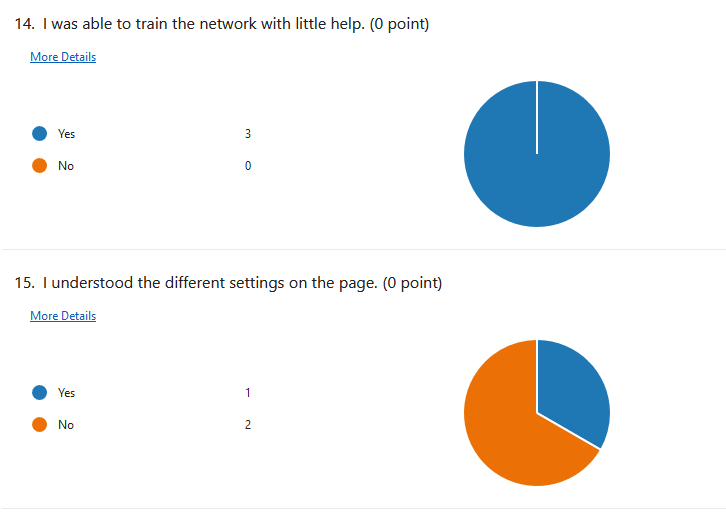 14. I was able to train the network with little help. (0 point)
More Details
Yes 3
No 0
15. I understood the different settings on the page. (0 point)
More Details
Yes 1
No 2